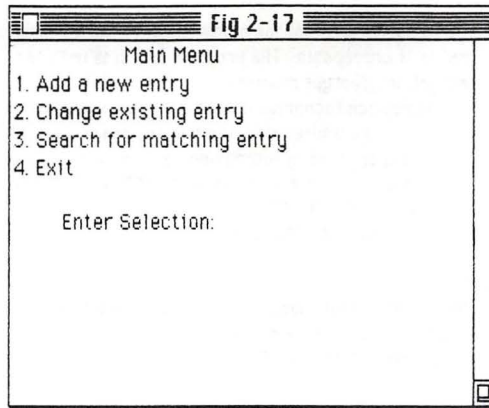 Fig 2-17
Main Menu
1. Add a new entry
2. Change existing entry
3. Search for matching entry
4. Exit
Enter Selection: